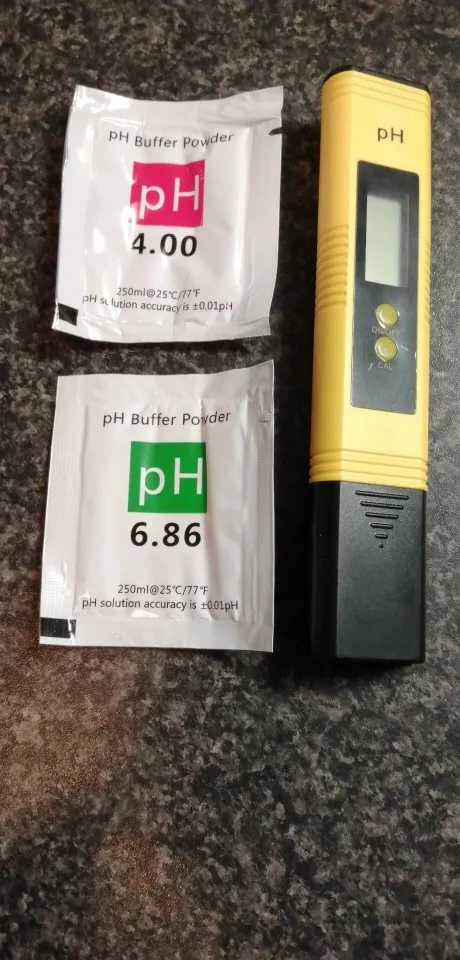 pH Buffer Powder
pH
4.00
250ml@25℃/77℉
pH solution accuracy is ±0.01pH
pH
ON/OFF
CAL
pH Buffer Powder
pH
6.86
250ml@25℃/77℉
pH solution accuracy is ±0.01pH